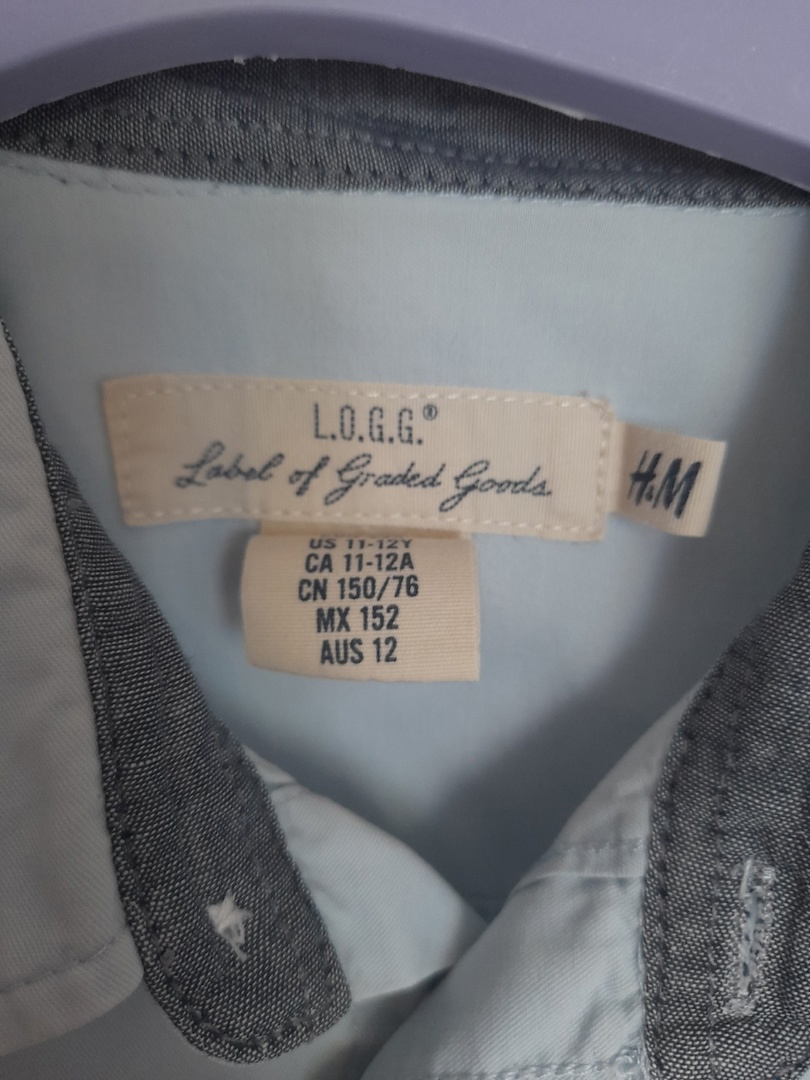 L.O.G.G.®
Label of Graded Goods
H&M
US 11-12Y
CA 11-12A
CN 150/76
MX 152
AUS 12